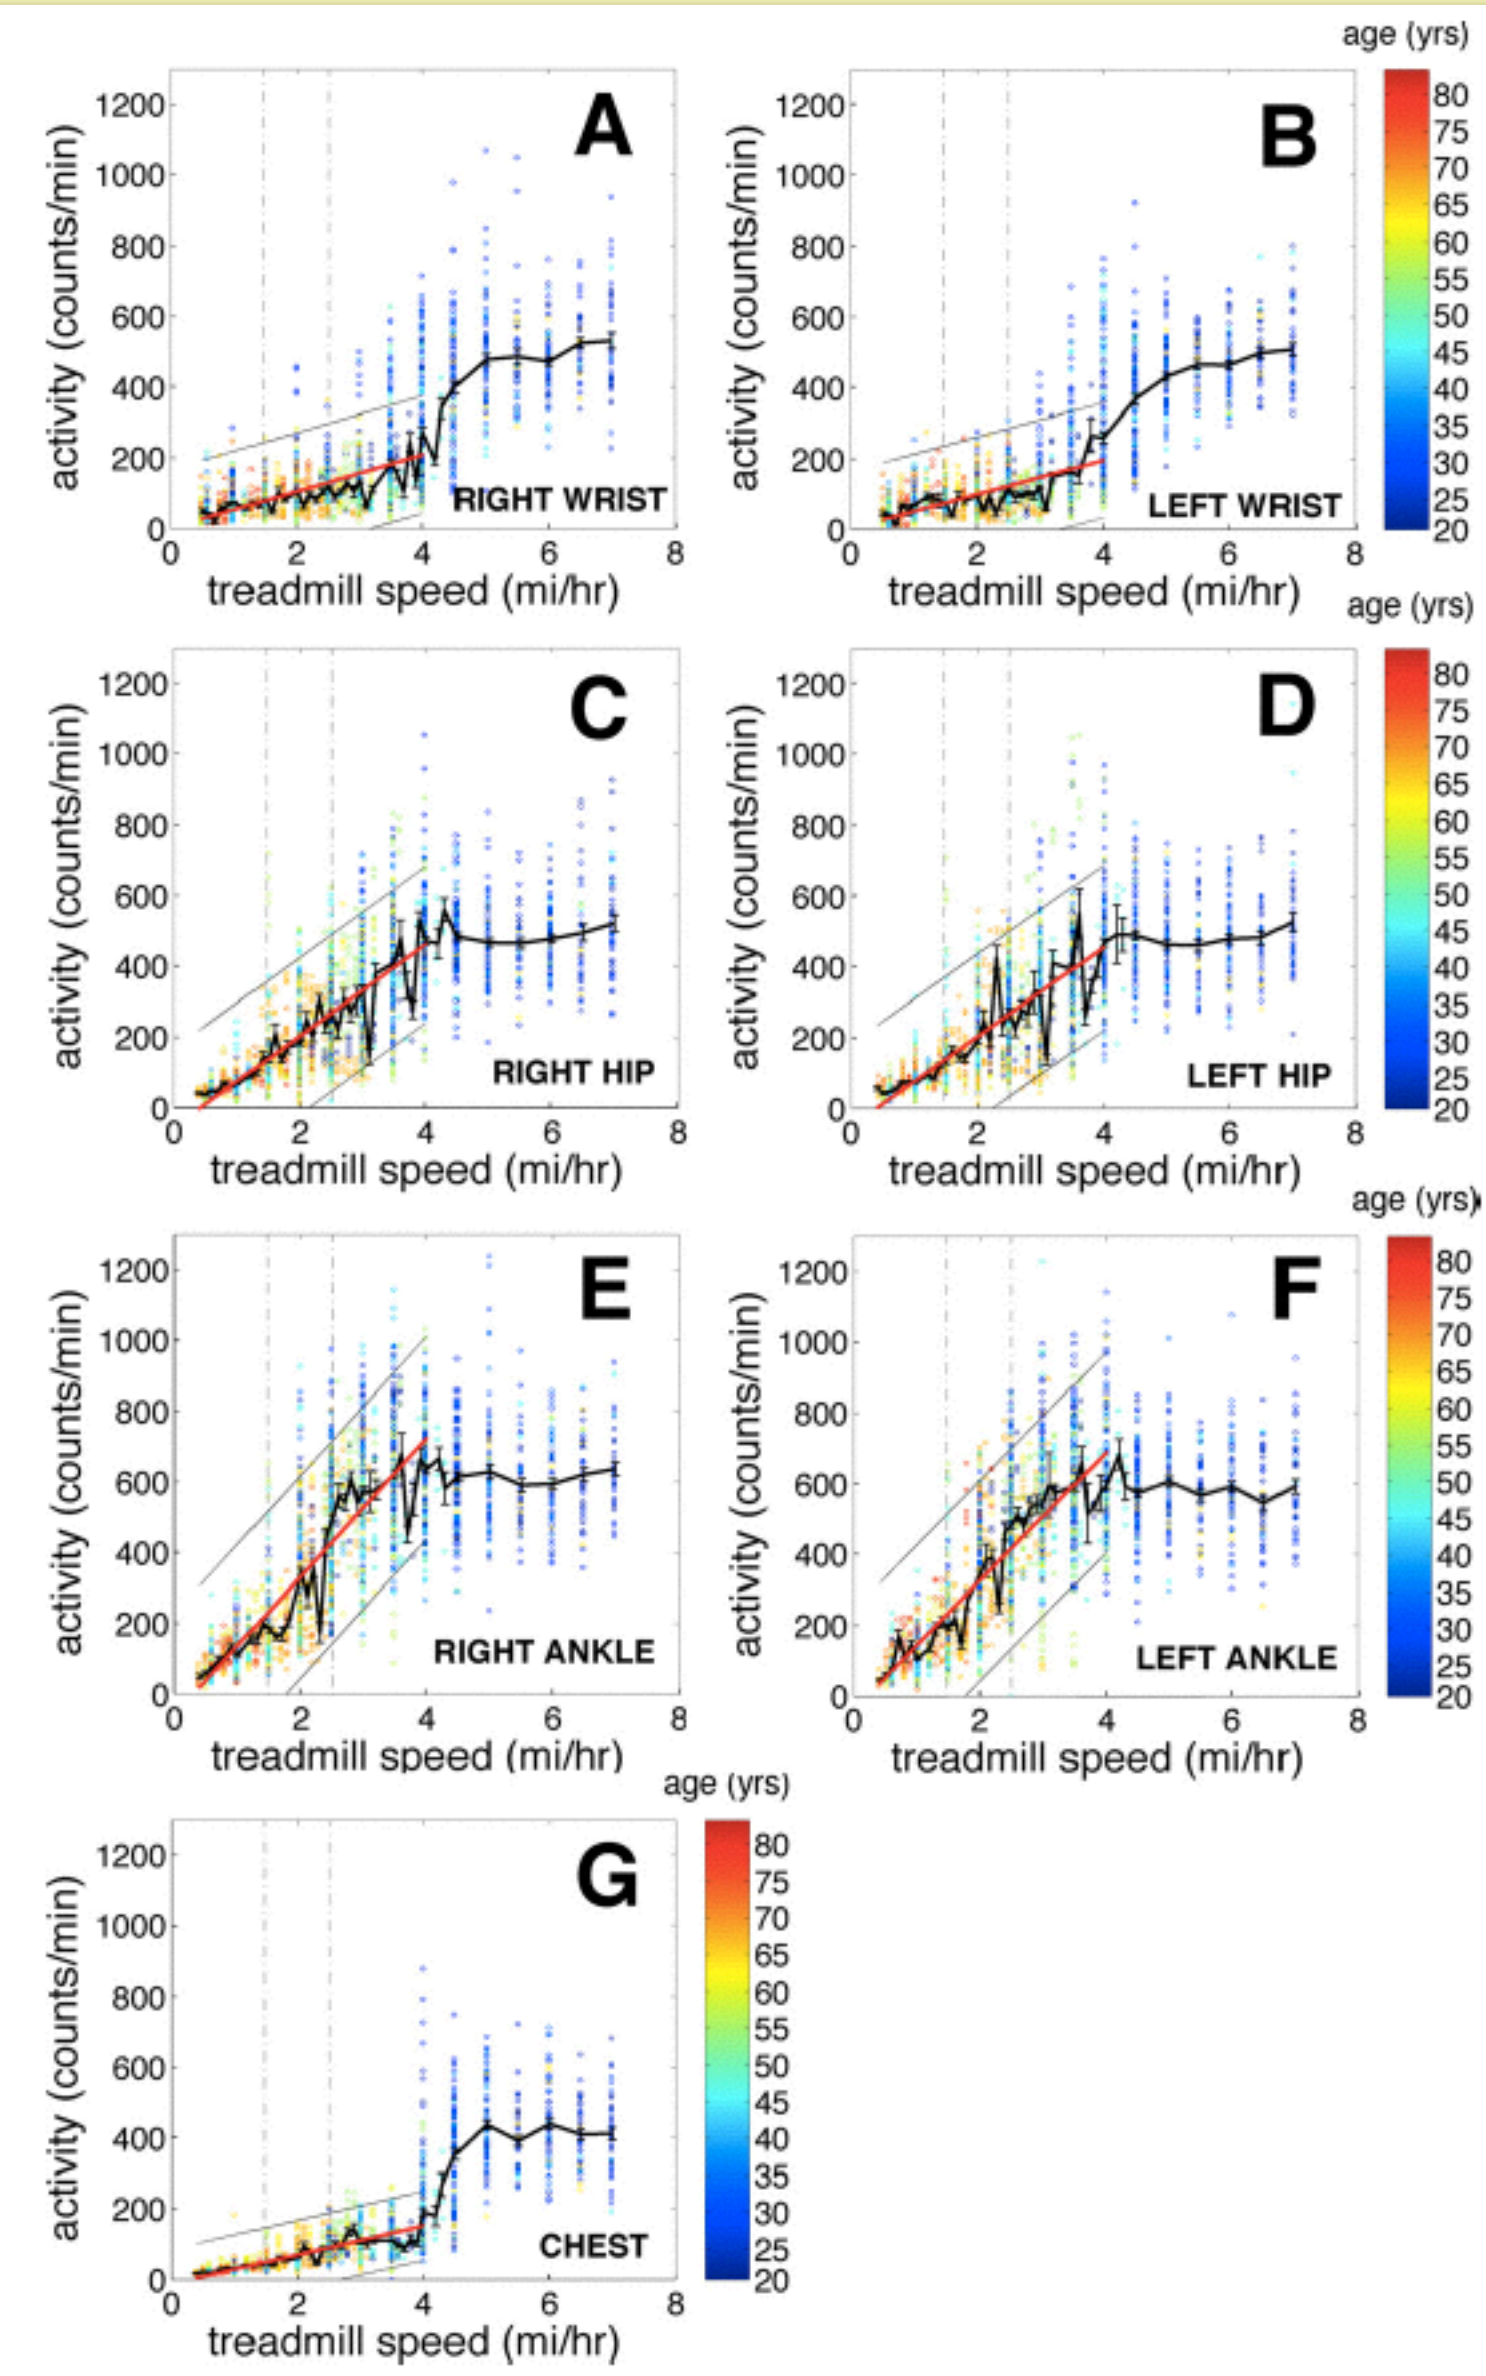 age (yrs)
A
B
1200
1000
800
600
400
200
0
activity (counts/min)
RIGHT WRIST
0 2 4 6 8
treadmill speed (mi/hr)
1200
1000
800
600
400
200
0
activity (counts/min)
LEFT WRIST
0 2 4 6 8
treadmill speed (mi/hr)
80
75
70
65
60
55
50
45
40
35
30
25
20
age (yrs)
C
D
1200
1000
800
600
400
200
0
activity (counts/min)
RIGHT HIP
0 2 4 6 8
treadmill speed (mi/hr)
1200
1000
800
600
400
200
0
activity (counts/min)
LEFT HIP
0 2 4 6 8
treadmill speed (mi/hr)
80
75
70
65
60
55
50
45
40
35
30
25
20
age (yrs)
E
F
1200
1000
800
600
400
200
0
activity (counts/min)
RIGHT ANKLE
0 2 4 6 8
treadmill speed (mi/hr)
1200
1000
800
600
400
200
0
activity (counts/min)
LEFT ANKLE
0 2 4 6 8
treadmill speed (mi/hr)
80
75
70
65
60
55
50
45
40
35
30
25
20
age (yrs)
G
1200
1000
800
600
400
200
0
activity (counts/min)
CHEST
0 2 4 6 8
treadmill speed (mi/hr)
80
75
70
65
60
55
50
45
40
35
30
25
20